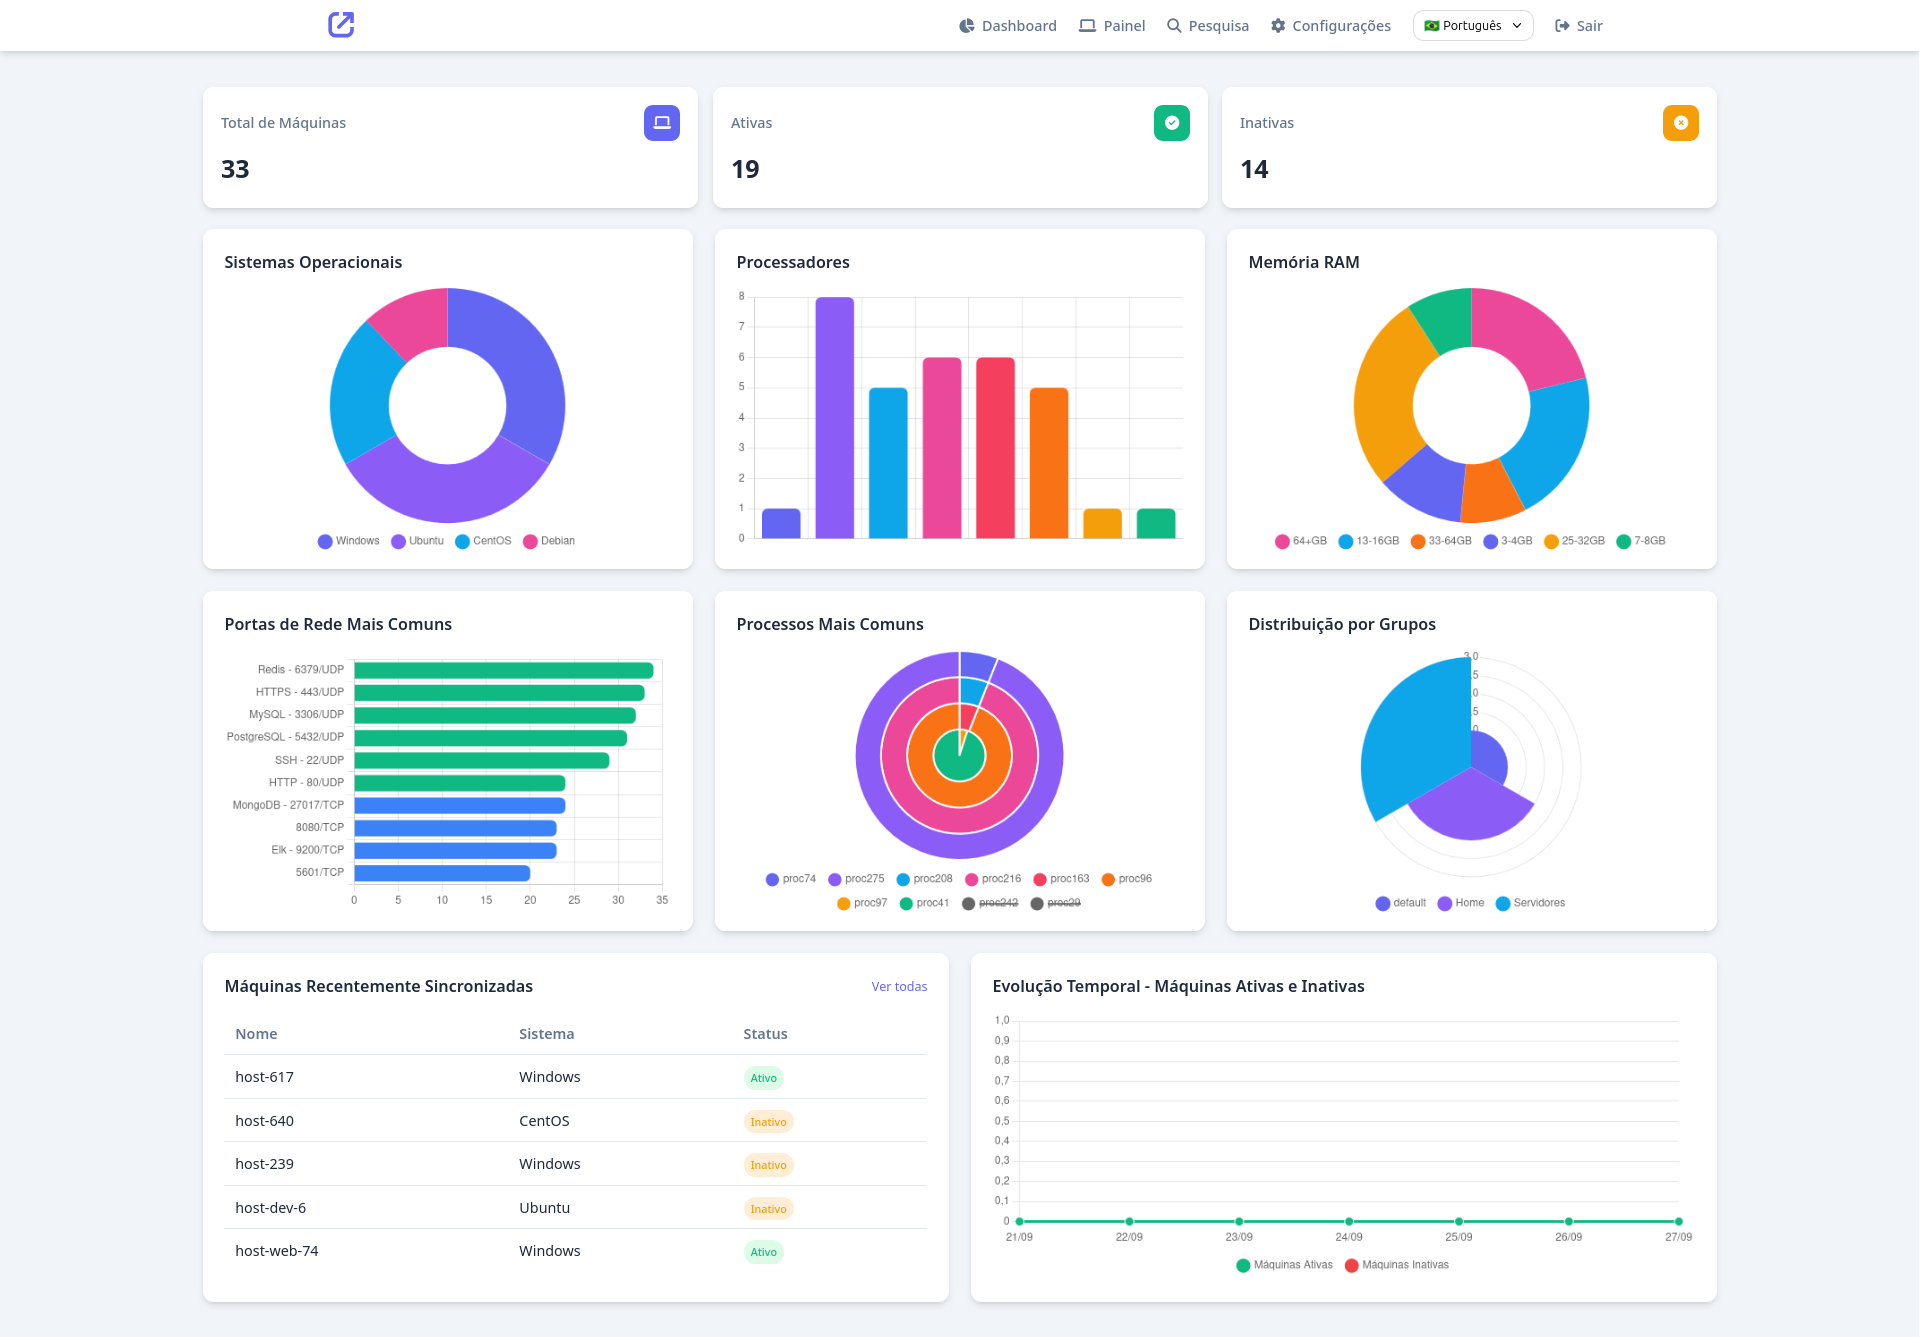 Dashboard Painel Pesquisa Configurações Português Sair
Total de Máquinas
33
Ativas
19
Inativas
14
Sistemas Operacionais
Windows Ubuntu CentOS Debian
Processadores
8
7
6
5
4
3
2
1
0
Memória RAM
64+GB 13-16GB 33-64GB 3-4GB 25-32GB 7-8GB
Portas de Rede Mais Comuns
Redis - 6379/UDP
HTTPS - 443/UDP
MySQL - 3306/UDP
PostgreSQL - 5432/UDP
SSH - 22/UDP
HTTP - 80/UDP
MongoDB - 27017/TCP
8080/TCP
Elk - 9200/TCP
5601/TCP
0 5 10 15 20 25 30 35
Processos Mais Comuns
proc74 proc275 proc208 proc216 proc163 proc96
proc97 proc41 proc242 proc29
Distribuição por Grupos
3,0
5
0
5
0
default Home Servidores
Máquinas Recentemente Sincronizadas Ver todas
Nome Sistema Status
host-617 Windows Ativo
host-640 CentOS Inativo
host-239 Windows Inativo
host-dev-6 Ubuntu Inativo
host-web-74 Windows Ativo
Evolução Temporal - Máquinas Ativas e Inativas
1,0
0,9
0,8
0,7
0,6
0,5
0,4
0,3
0,2
0,1
0
21/09 22/09 23/09 24/09 25/09 26/09 27/09
Máquinas Ativas Máquinas Inativas